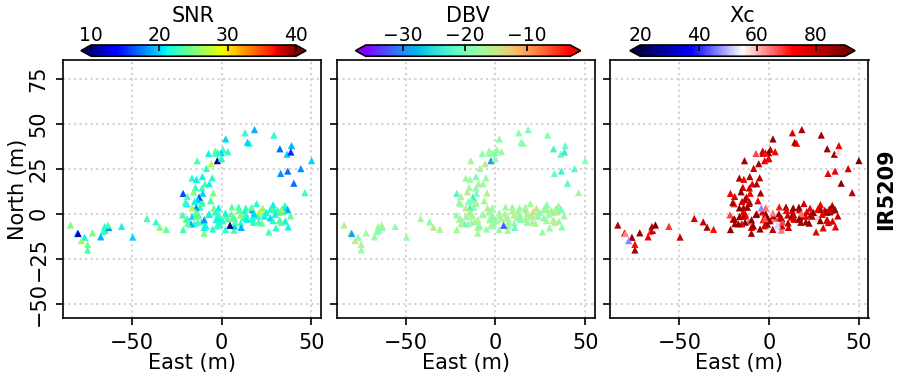 SNR DBV Xc
10 20 30 40 −30 −20 −10 20 40 60 80
75
50
25
0
−25
−50
North (m)
IR5209
−50 0 50 −50 0 50 −50 0 50
East (m) East (m) East (m)